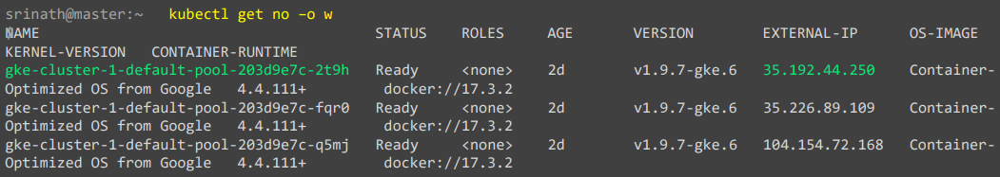 srinath@master:~ kubectl get no –o w
NAME STATUS ROLES AGE VERSION EXTERNAL-IP OS-IMAGE
KERNEL-VERSION CONTAINER-RUNTIME
gke-cluster-1-default-pool-203d9e7c-2t9h Ready <none> 2d v1.9.7-gke.6 35.192.44.250 Container-
Optimized OS from Google 4.4.111+ docker://17.3.2
gke-cluster-1-default-pool-203d9e7c-fqr0 Ready <none> 2d v1.9.7-gke.6 35.226.89.109 Container-
Optimized OS from Google 4.4.111+ docker://17.3.2
gke-cluster-1-default-pool-203d9e7c-q5mj Ready <none> 2d v1.9.7-gke.6 104.154.72.168 Container-
Optimized OS from Google 4.4.111+ docker://17.3.2